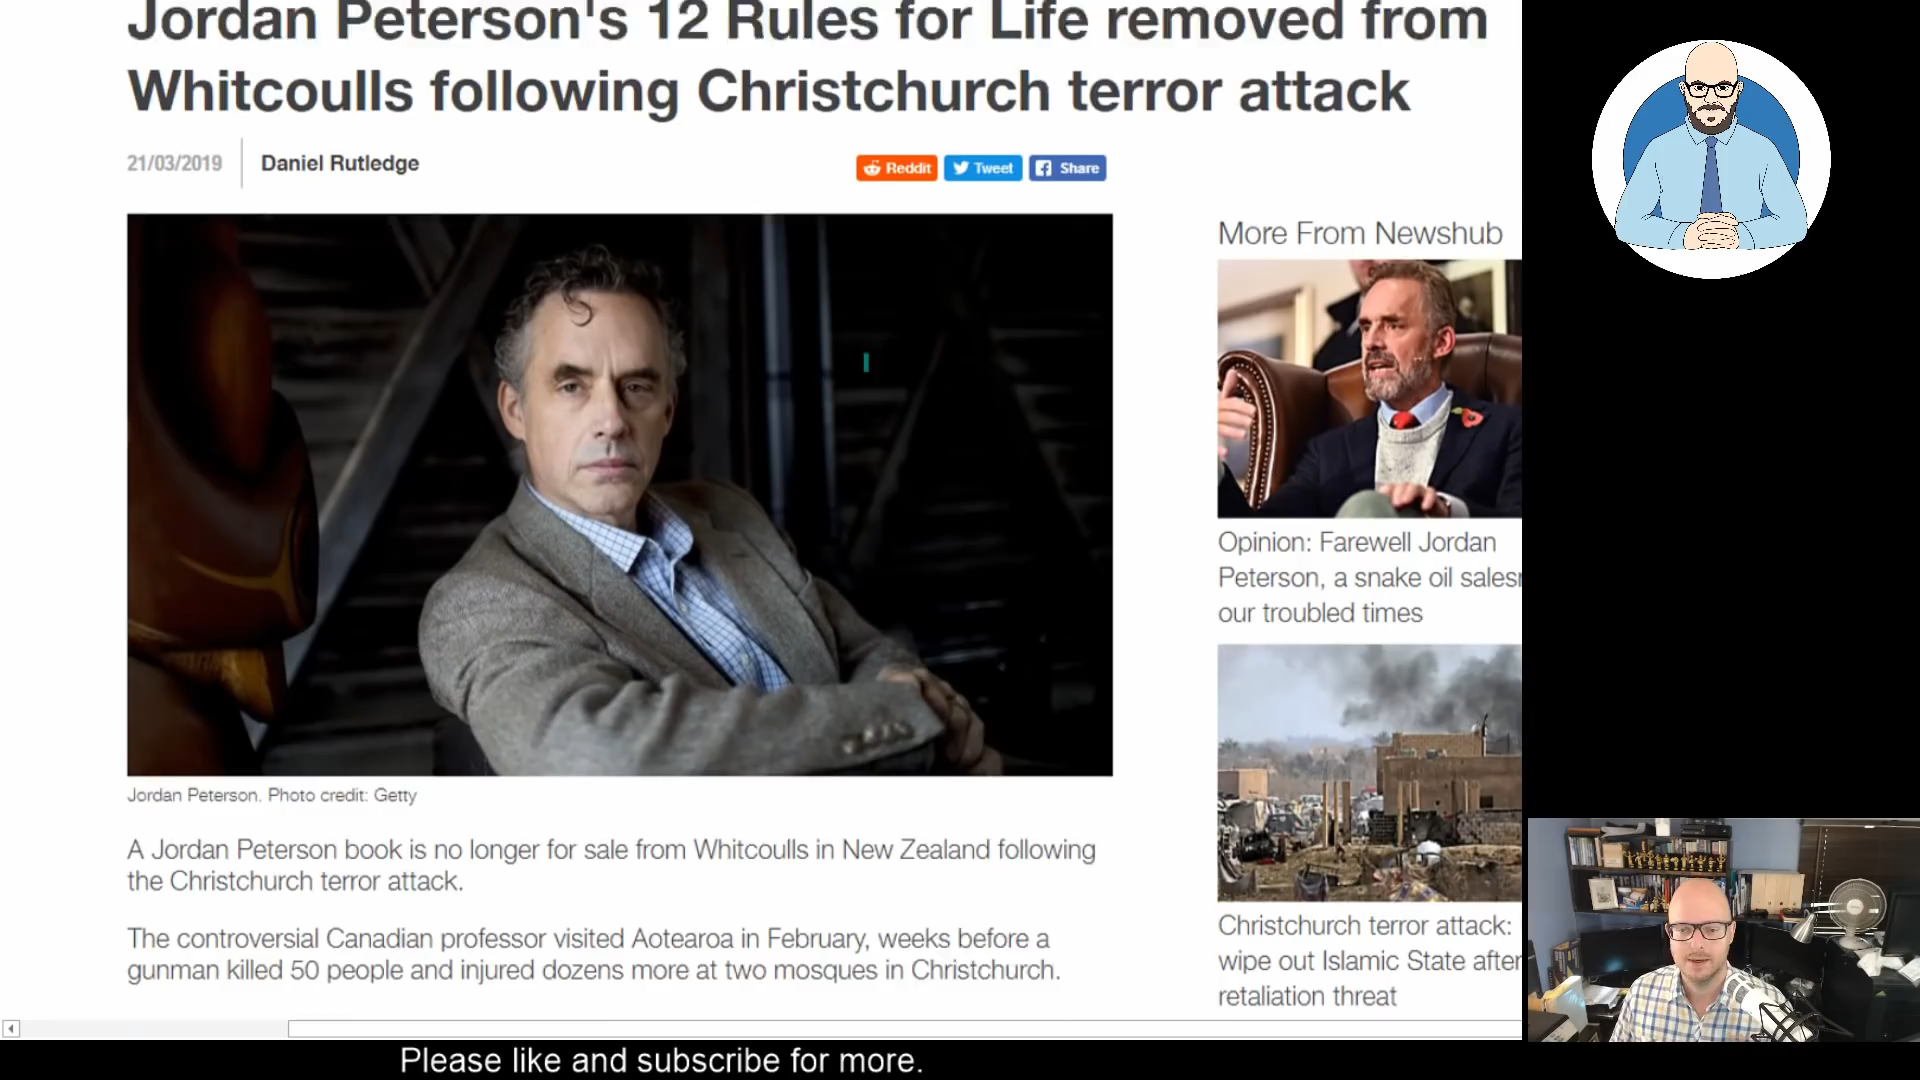 Jordan Peterson's 12 Rules for Life removed from
Whitcoulls following Christchurch terror attack
21/03/2019
Daniel Rutledge
Reddit
Tweet
Share
More From Newshub
Opinion: Farewell Jordan
Peterson, a snake oil sales
our troubled times
Jordan Peterson. Photo credit: Getty
A Jordan Peterson book is no longer for sale from Whitcoulls in New Zealand following
the Christchurch terror attack.
The controversial Canadian professor visited Aotearoa in February, weeks before a
gunman killed 50 people and injured dozens more at two mosques in Christchurch.
Christchurch terror attack:
wipe out Islamic State after
retaliation threat
Please like and subscribe for more.